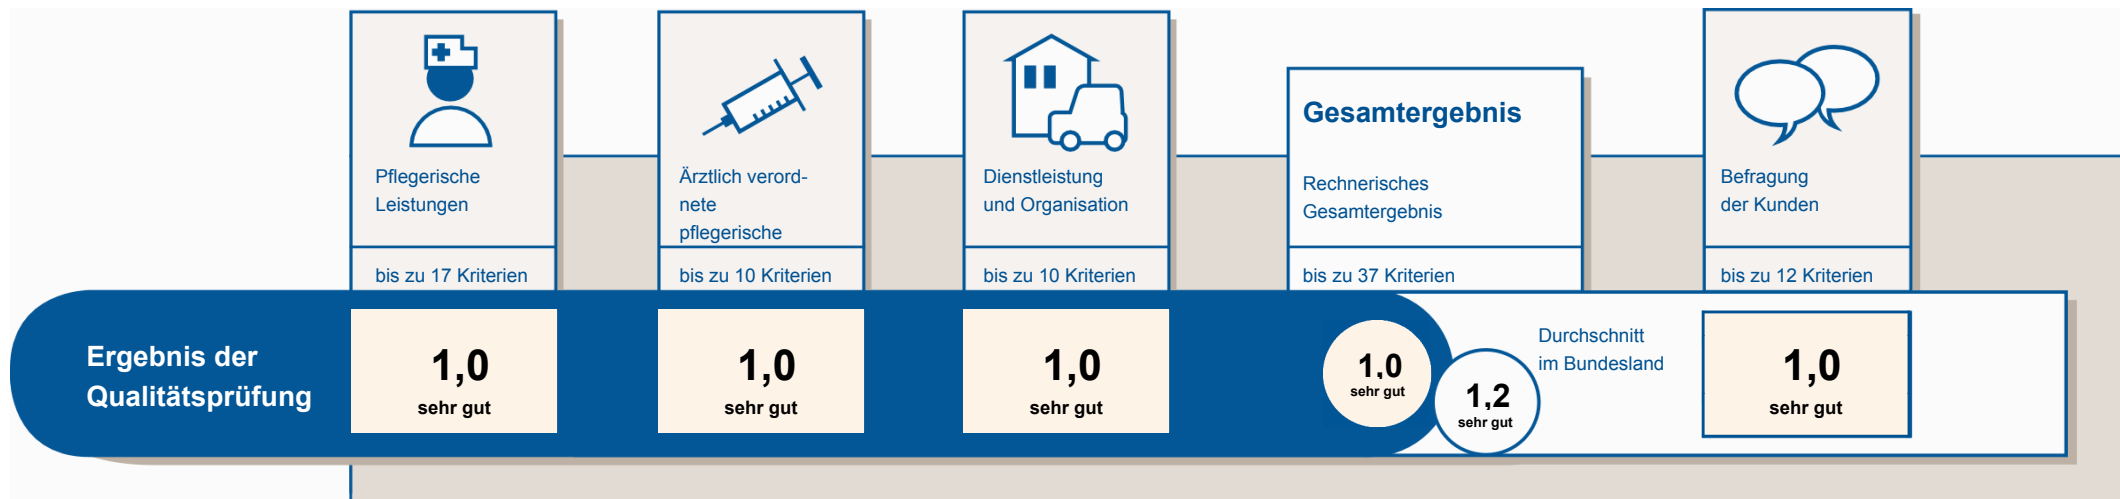 Pflegerische
Leistungen
bis zu 17 Kriterien
Ärztlich verord-
nete
pflegerische
bis zu 10 Kriterien
Dienstleistung
und Organisation
bis zu 10 Kriterien
Gesamtergebnis
Rechnerisches
Gesamtergebnis
bis zu 37 Kriterien
Befragung
der Kunden
bis zu 12 Kriterien
Ergebnis der
Qualitätsprüfung
1,0
sehr gut
1,0
sehr gut
1,0
sehr gut
1,0
sehr gut
1,2
sehr gut
Durchschnitt
im Bundesland
1,0
sehr gut